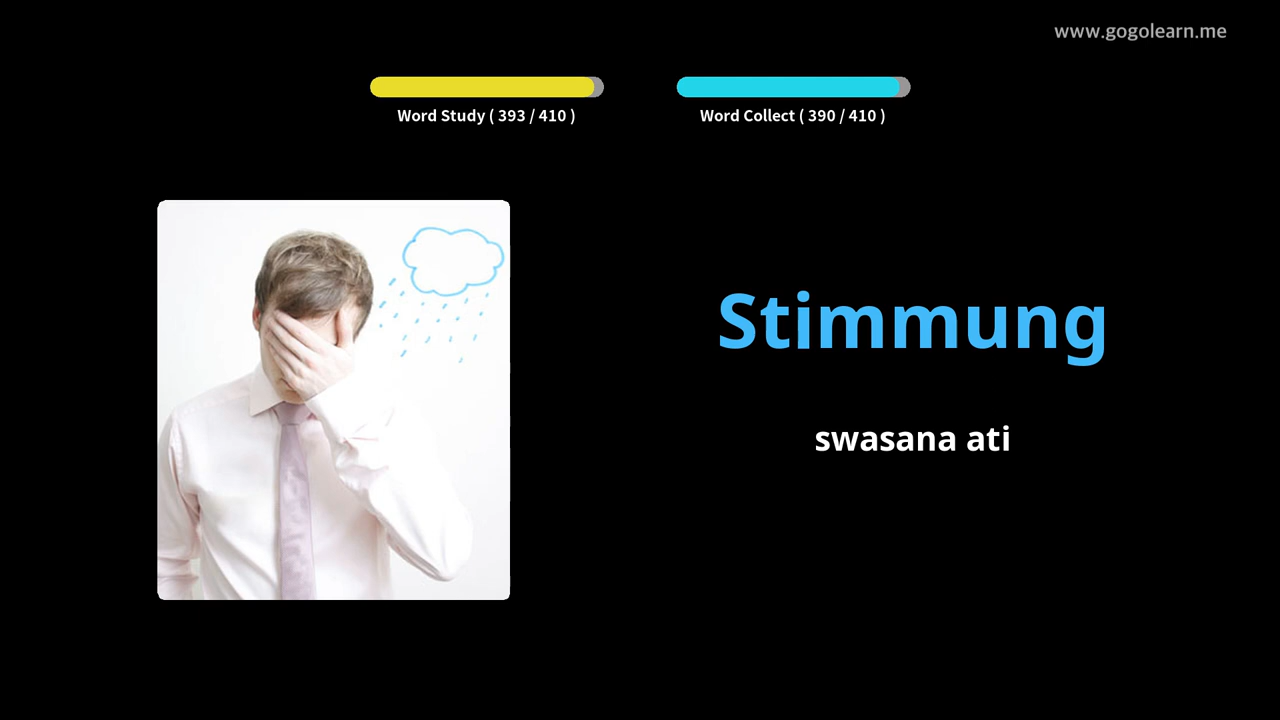 www.gogolearn.me
Word Study ( 393 / 410 )
Word Collect ( 390 / 410 )
Stimmung
swasana ati